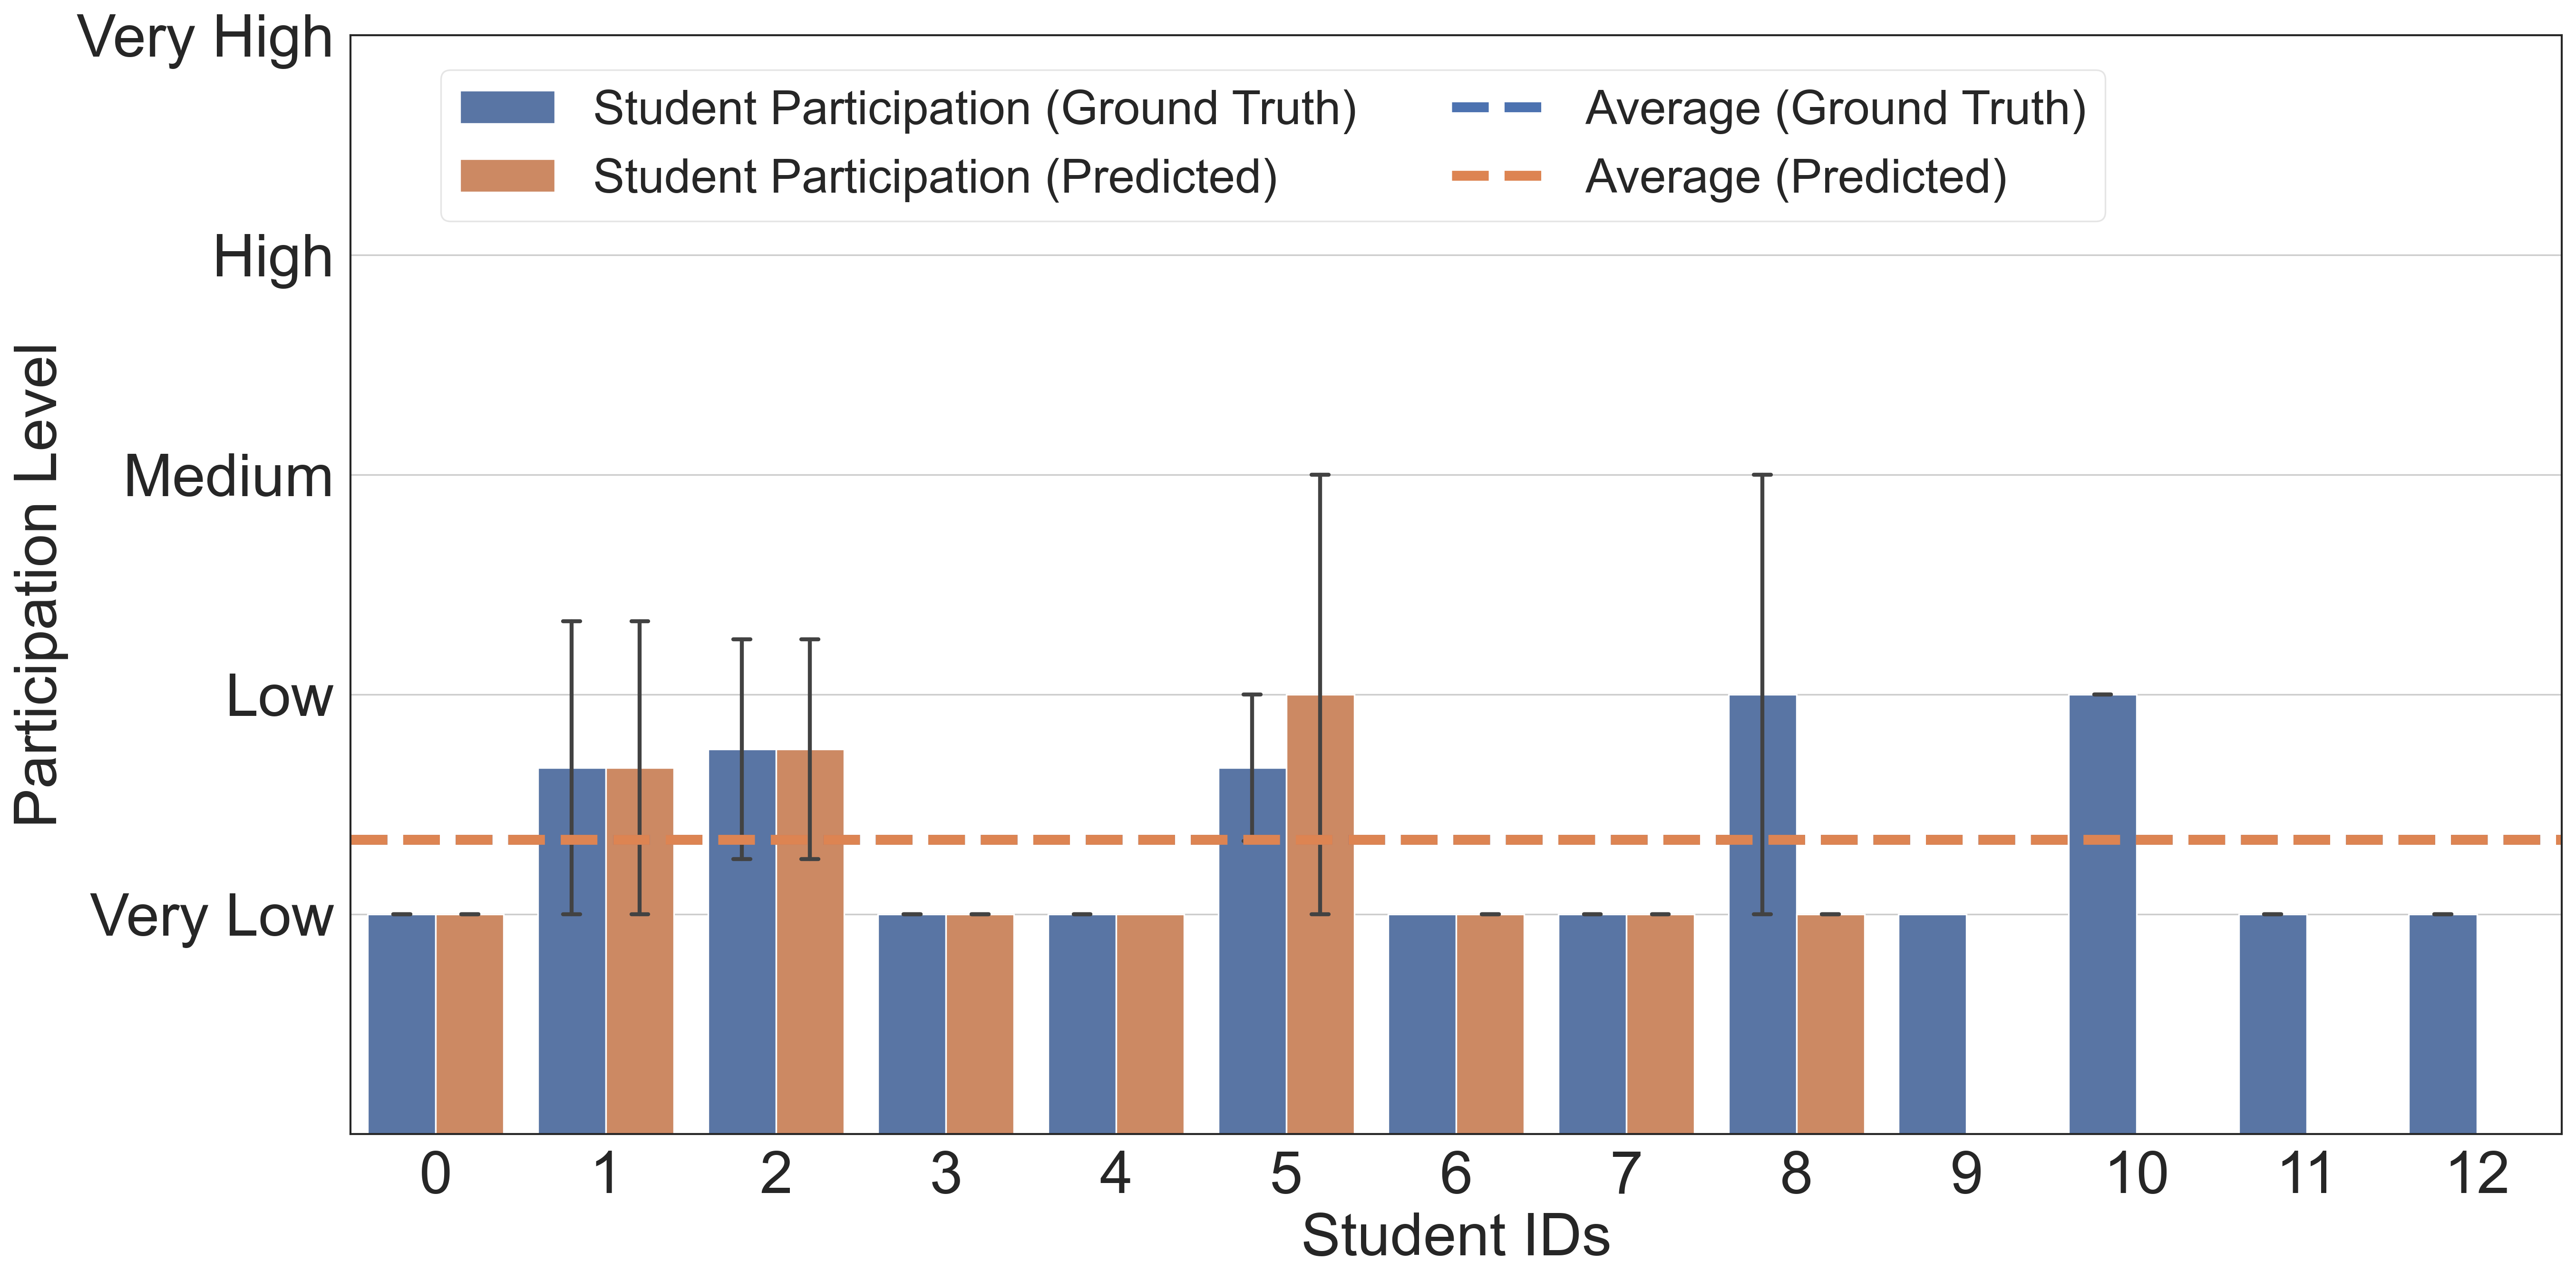 Very High
High
Medium
Low
Very Low
Participation Level
Student Participation (Ground Truth)
Student Participation (Predicted)
Average (Ground Truth)
Average (Predicted)
0 1 2 3 4 5 6 7 8 9 10 11 12
Student IDs